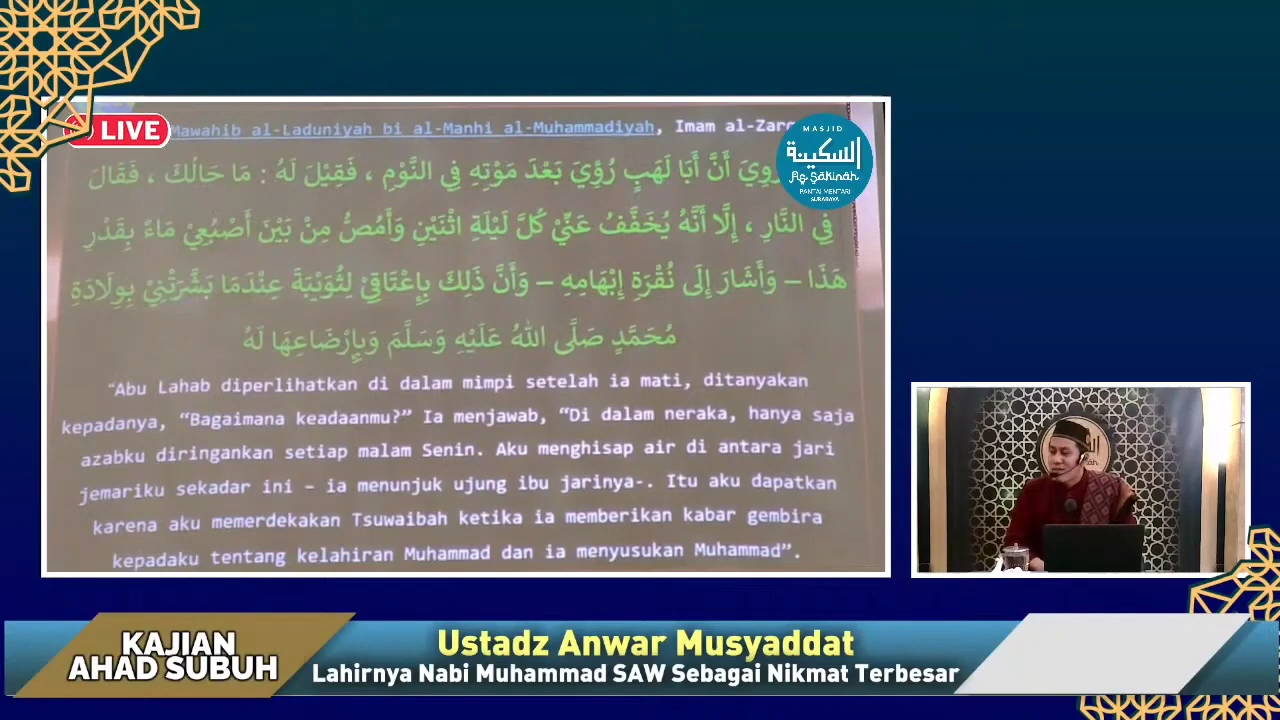 LIVE
Mawahib al-Laduniyah bi al-Manhi al-Muhammadiyah, Imam
MASJID
السكينة
As Sakinah
PANTAI MENTARI
SURABAYA
أَنَّ أَبَا لَهَبٍ رُؤِيَ بَعْدَ مَوْتِهِ فِي النَّوْمِ ، فَقِيْلَ لَهُ : مَا حَالُكَ ، فَقَالَ
فِي النَّارِ ، إِلَّا أَنَّهُ يُخَفَّفُ عَنِّيْ كُلَّ لَيْلَةِ اثْنَيْنِ وَأَمُصُّ مِنْ بَيْنَ أَصْبُعِيْ مَاءً بِقَدْرِ
هَذَا – وَأَشَارَ إِلَى نُقْرَةِ إِبْهَامِهِ – وَأَنَّ ذَلِكَ بِإِعْتَاقِيْ لِثُوَيْبَةَ عِنْدَمَا بَشَّرَتْنِيْ بِوِلَادَةِ
مُحَمَّدٍ صَلَّى اللهُ عَلَيْهِ وَسَلَّمَ وَبِإِرْضَاعِهَا لَهُ
"Abu Lahab diperlihatkan di dalam mimpi setelah ia mati, ditanyakan
kepadanya, "Bagaimana keadaanmu?" Ia menjawab, "Di dalam neraka, hanya saja
azabku diringankan setiap malam Senin. Aku menghisap air di antara jari
jemariku sekadar ini – ia menunjuk ujung ibu jarinya-. Itu aku dapatkan
karena aku memerdekakan Tsuwaibah ketika ia memberikan kabar gembira
kepadaku tentang kelahiran Muhammad dan ia menyusukan Muhammad".
KAJIAN
AHAD SUBUH
Ustadz Anwar Musyaddat
Lahirnya Nabi Muhammad SAW Sebagai Nikmat Terbesar